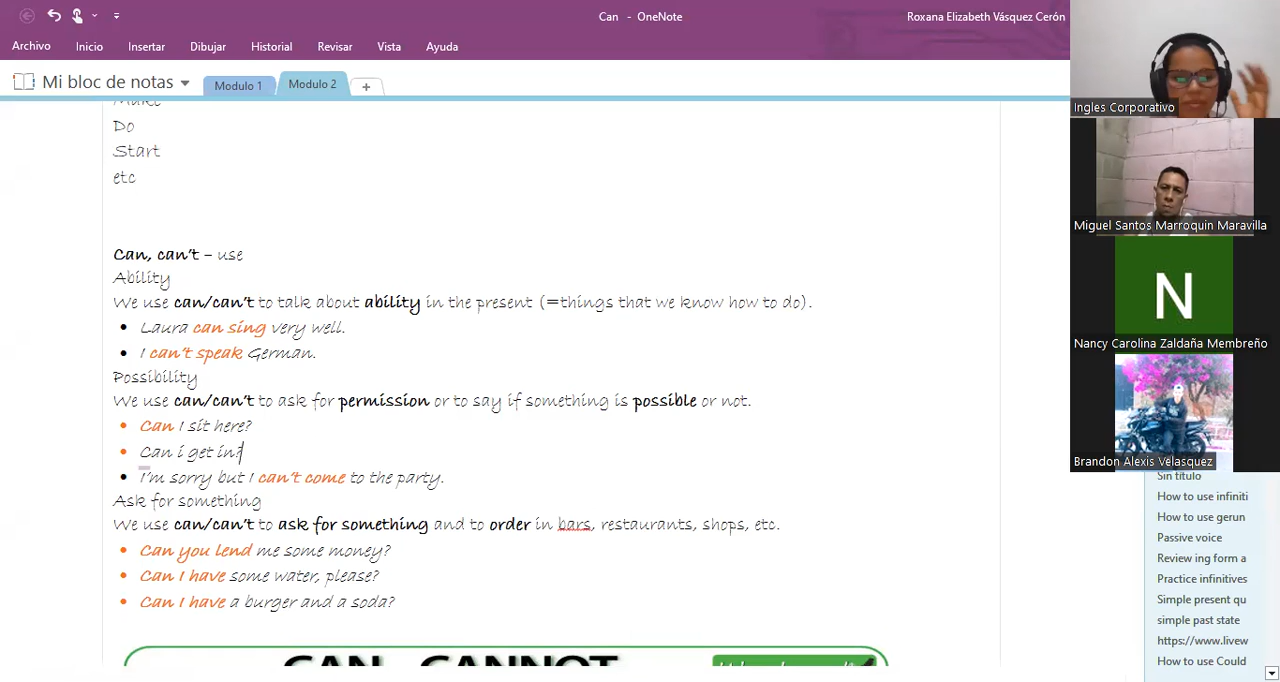 Can - OneNote
Roxana Elizabeth Vásquez Cerón
Archivo Inicio Insertar Dibujar Historial Revisar Vista Ayuda
Mi bloc de notas Modulo 1 Modulo 2 +
Make
Do
Start
etc
Can, can't – use
Ability
We use can/can't to talk about ability in the present (=things that we know how to do).
• Laura can sing very well.
• I can't speak German.
Possibility
We use can/can't to ask for permission or to say if something is possible or not.
• Can I sit here?
• Can i get in?
• I'm sorry but I can't come to the party.
Ask for something
We use can/can't to ask for something and to order in bars, restaurants, shops, etc.
• Can you lend me some money?
• Can I have some water, please?
• Can I have a burger and a soda?
CAN CANNOT
Ingles Corporativo
Miguel Santos Marroquin Maravilla
N
Nancy Carolina Zaldaña Membreño
Brandon Alexis Velasquez
Sin título
How to use infiniti
How to use gerun
Passive voice
Review ing form a
Practice infinitives
Simple present qu
simple past state
https://www.livew
How to use Could